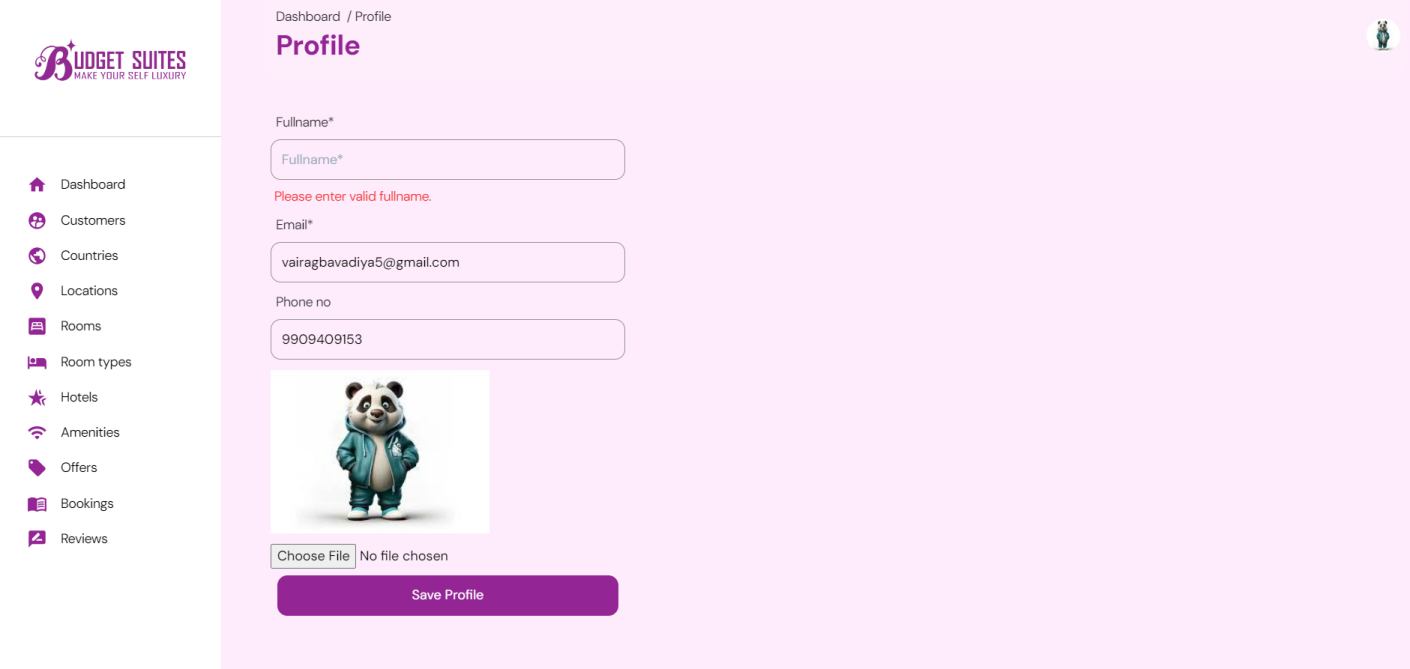 BUDGET SUITES
MAKE YOUR SELF LUXURY
Dashboard
Customers
Countries
Locations
Rooms
Room types
Hotels
Amenities
Offers
Bookings
Reviews
Dashboard / Profile
Profile
Fullname*
Fullname*
Please enter valid fullname.
Email*
vairagbavadiya5@gmail.com
Phone no
9909409153
Choose File No file chosen
Save Profile